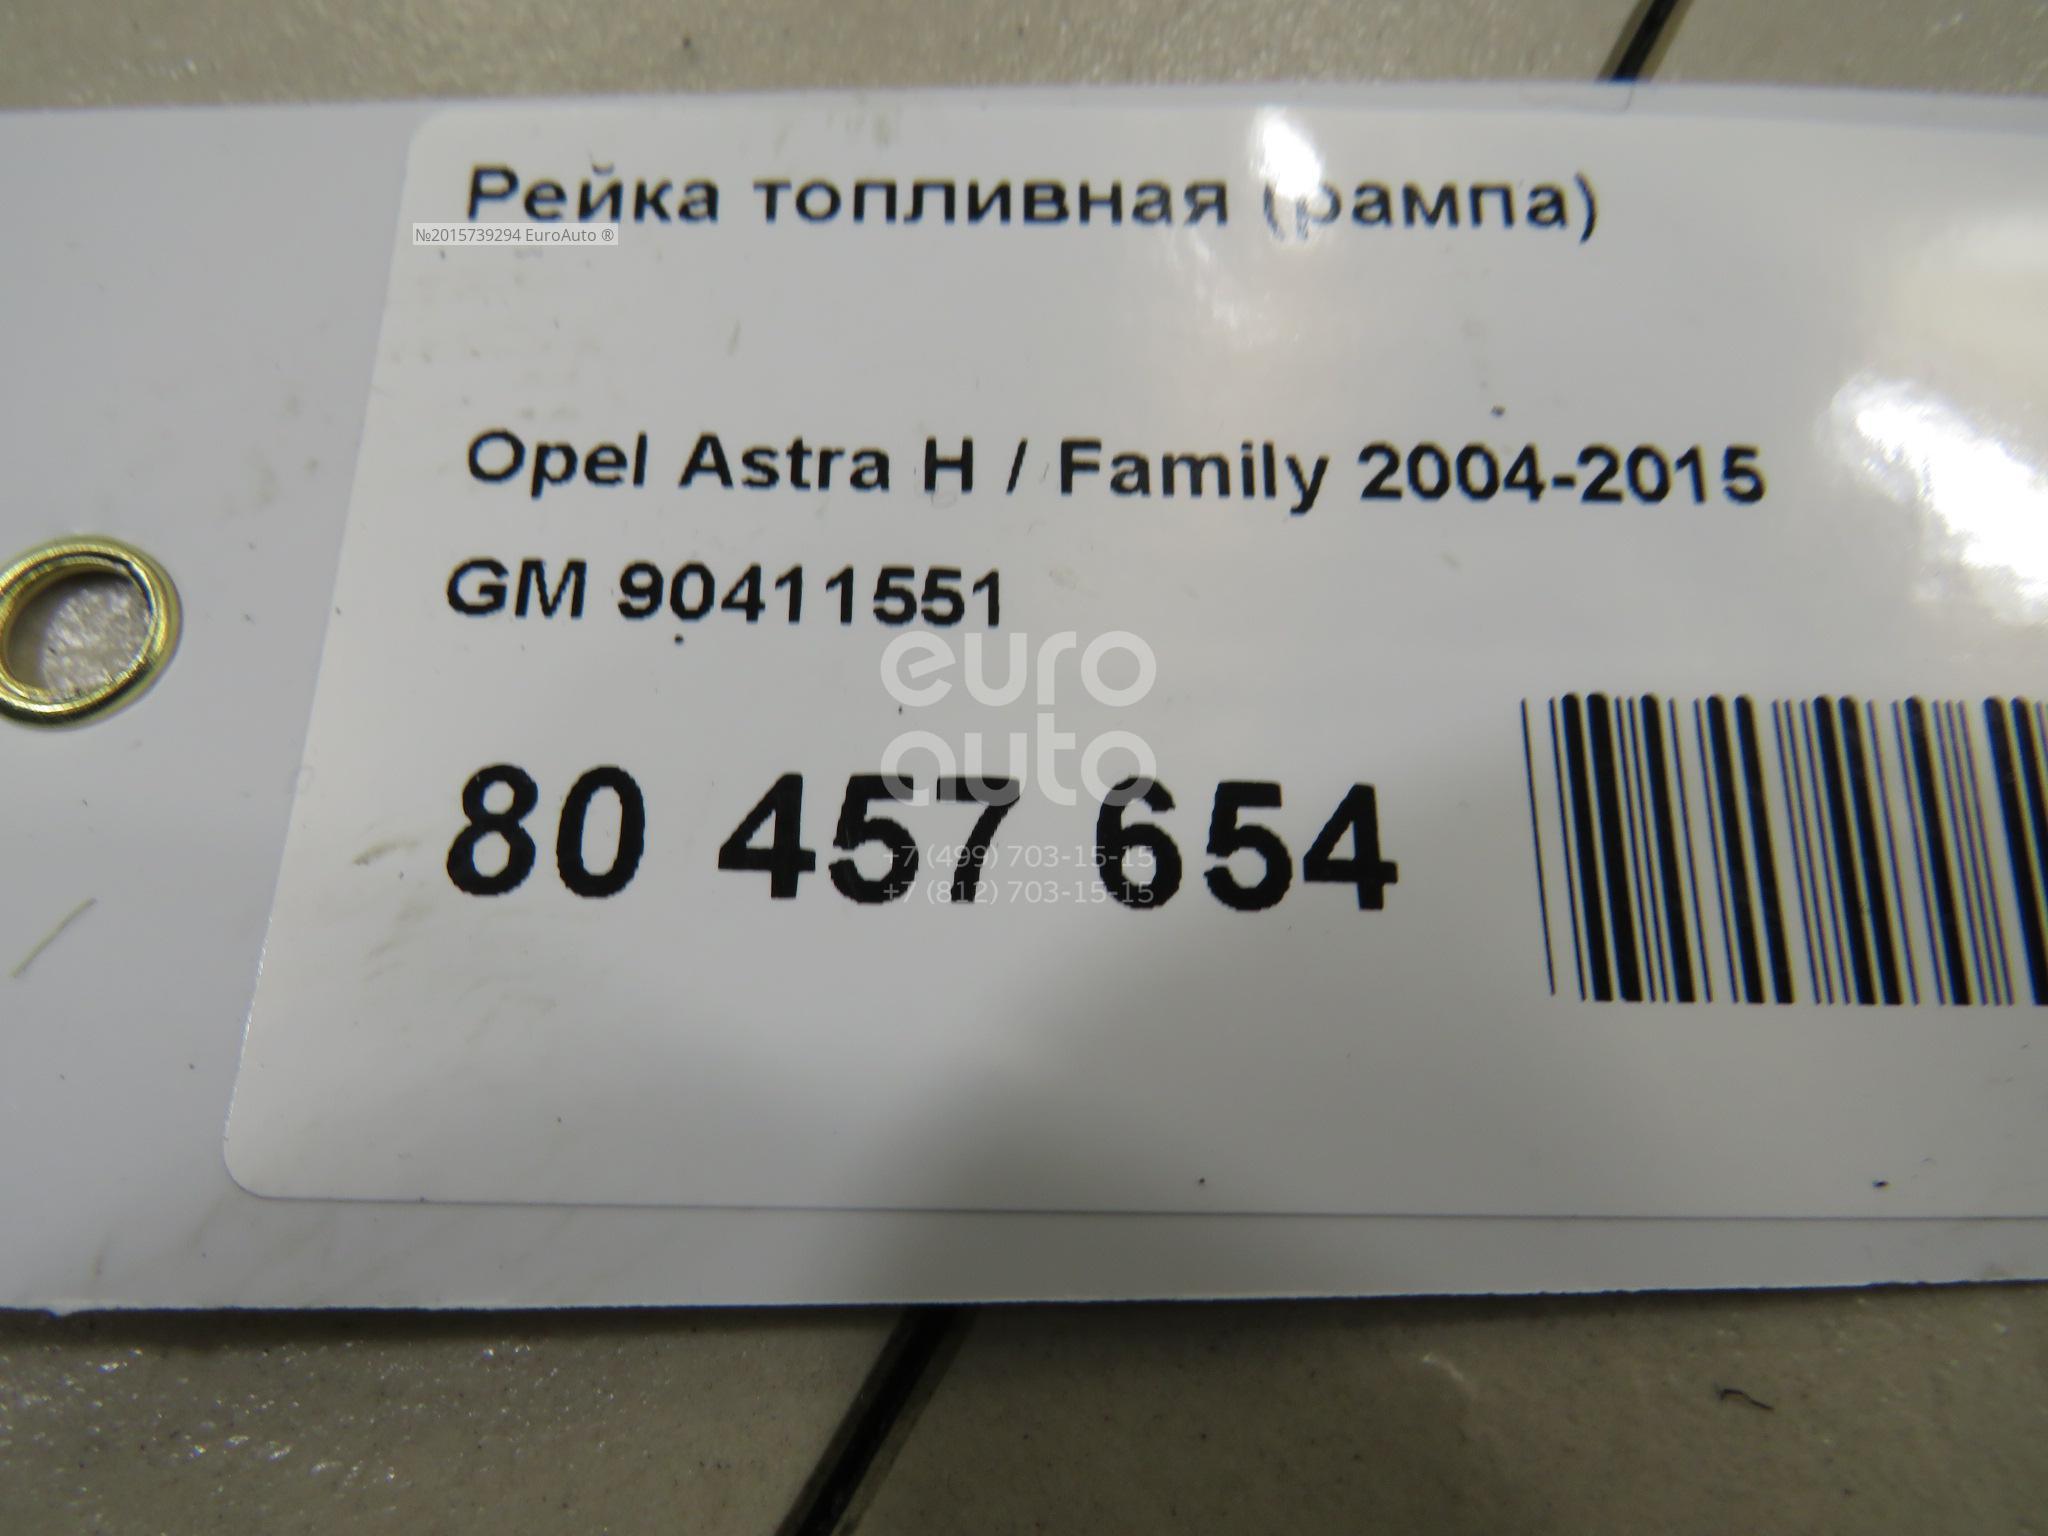 Рейка топливная (рампа)
№2015739294 EuroAuto ®
Opel Astra H / Family 2004-2015
GM 90411551
euro
auto
80 457 654
+7 (499) 703-15-15
+7 (812) 703-15-15